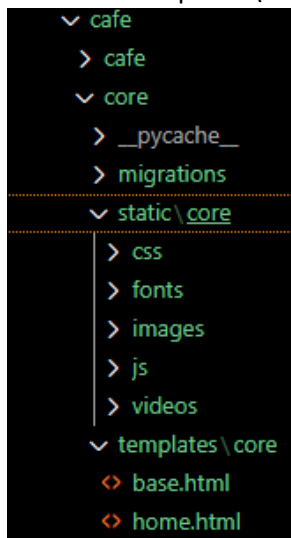 cafe
cafe
core
__pycache__
migrations
static\core
css
fonts
images
js
videos
templates\core
base.html
home.html